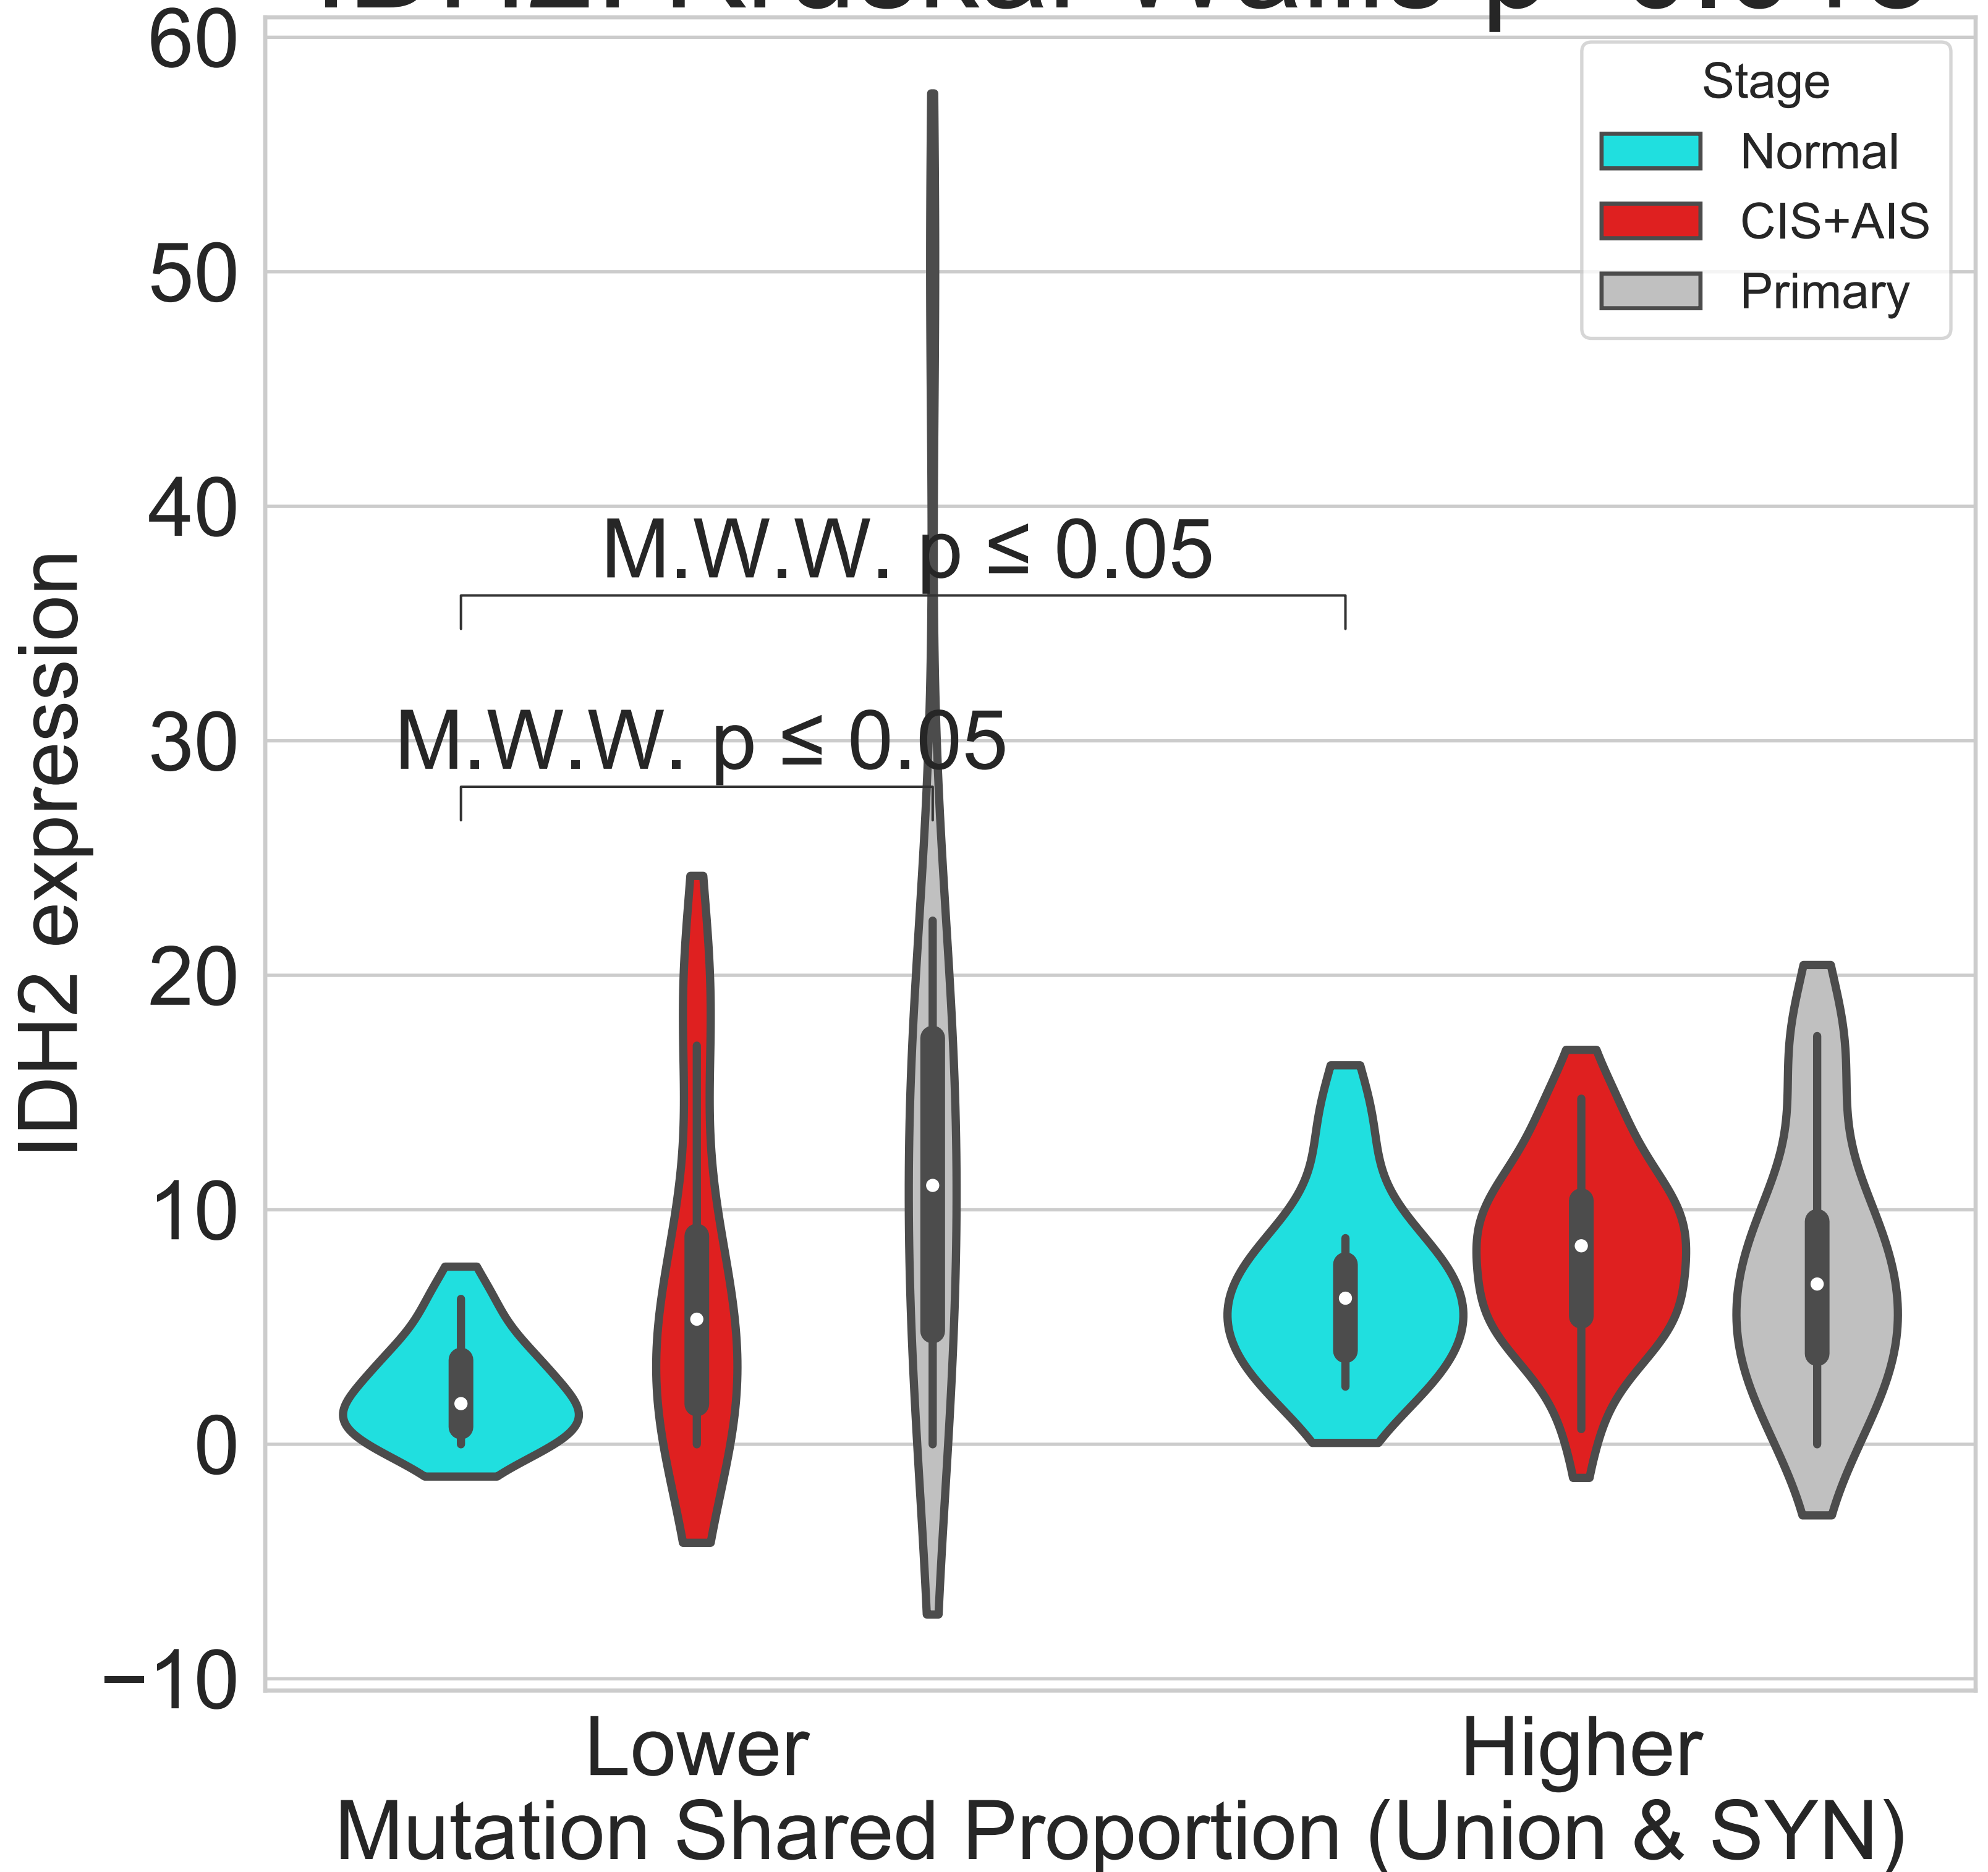 60
50
40
30
20
10
0
−10
IDH2 expression
Stage
Normal
CIS+AIS
Primary
M.W.W. p ≤ 0.05
M.W.W. p ≤ 0.05
Lower
Higher
Mutation Shared Proportion (Union & SYN)